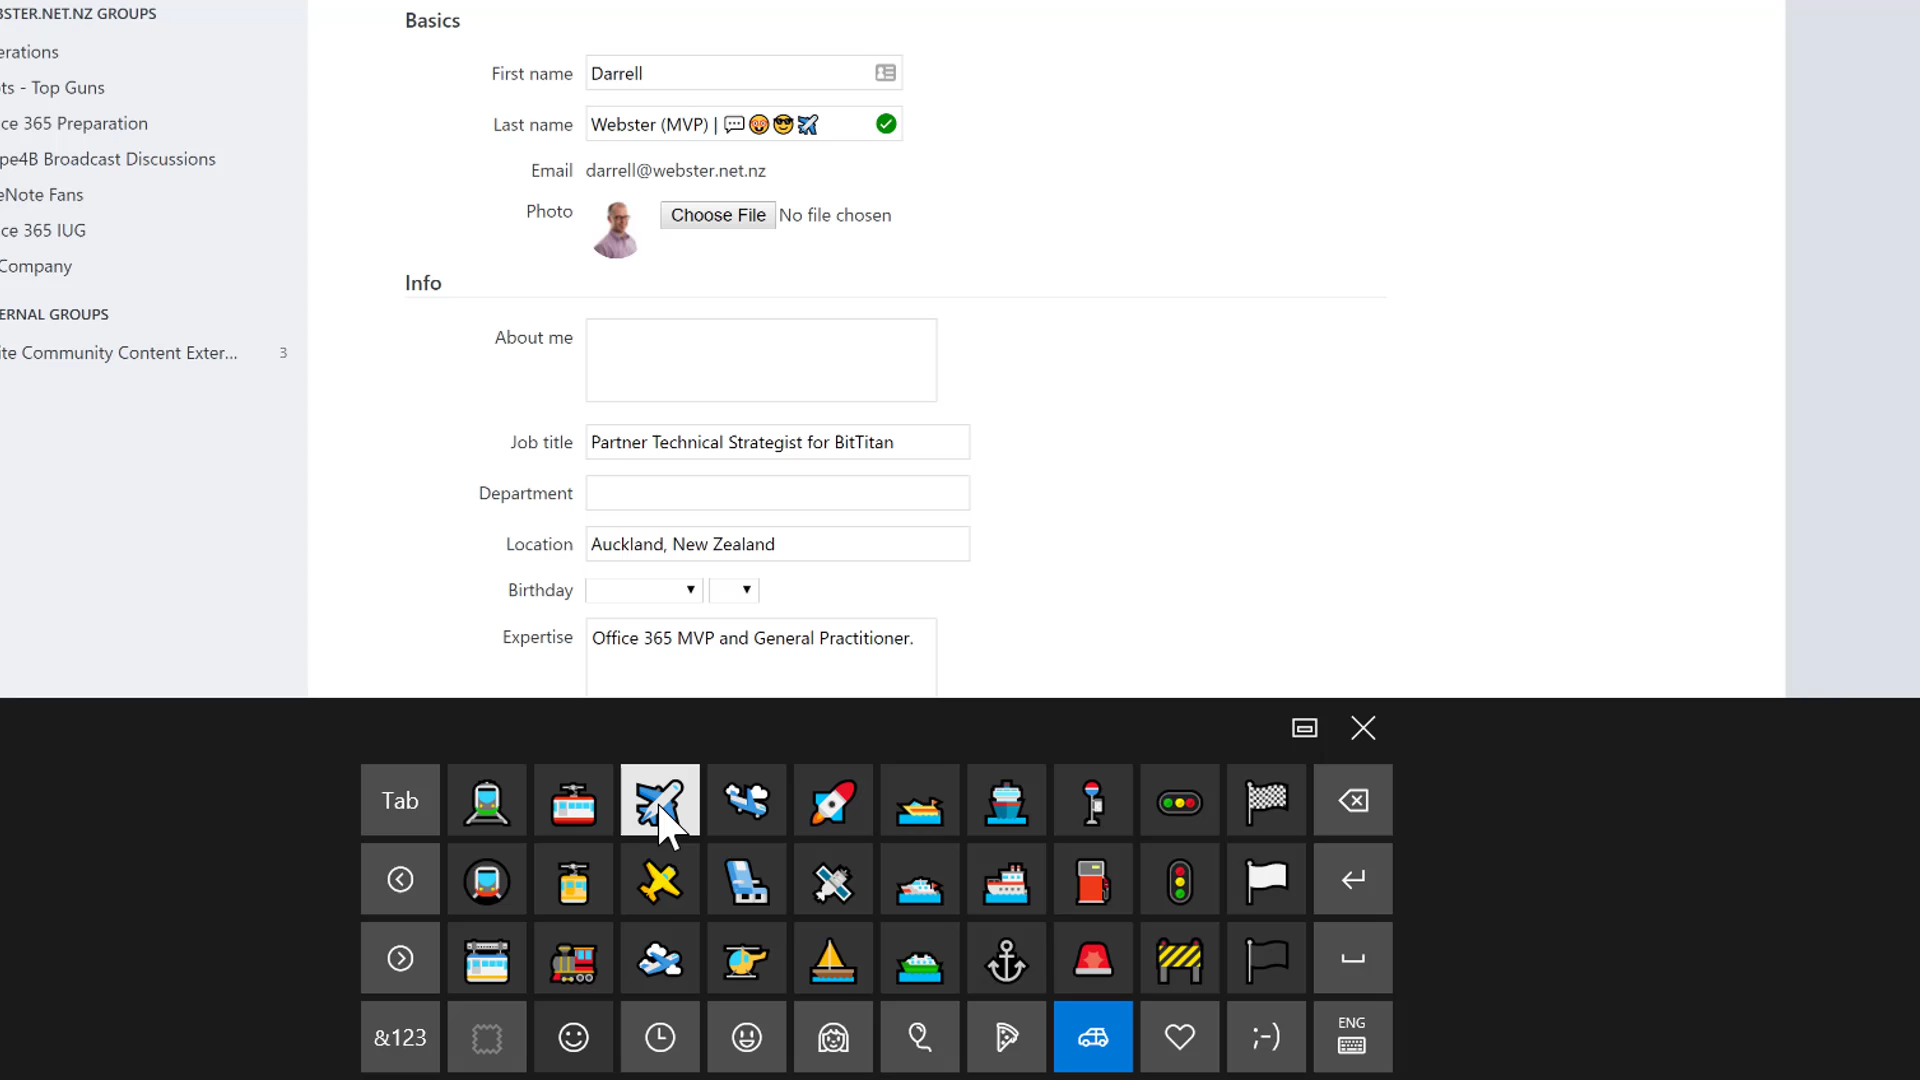 BSTER.NET.NZ GROUPS
erations
ts - Top Guns
ce 365 Preparation
pe4B Broadcast Discussions
eNote Fans
ce 365 IUG
Company
ERNAL GROUPS
ite Community Content Exter... 3
Basics
First name Darrell
Last name Webster (MVP) | 💬🦁😎✈
Email darrell@webster.net.nz
Photo Choose File No file chosen
Info
About me
Job title Partner Technical Strategist for BitTitan
Department
Location Auckland, New Zealand
Birthday
Expertise Office 365 MVP and General Practitioner.
Tab
&123 ;-) ENG